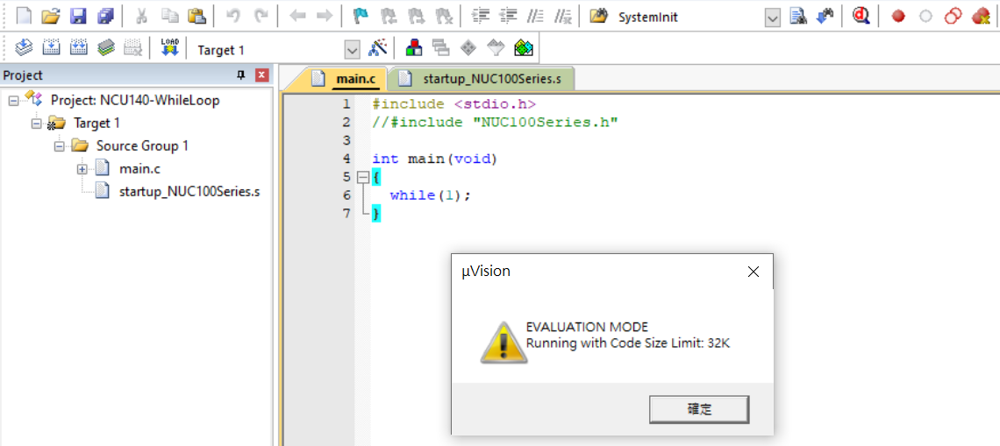 SystemInit
LOAD
Target 1
Project
Project: NCU140-WhileLoop
Target 1
Source Group 1
main.c
startup_NUC100Series.s
main.c
startup_NUC100Series.s
1 #include <stdio.h>
2 //#include "NUC100Series.h"
3
4 int main(void)
5 {
6 while(1);
7 }
µVision
EVALUATION MODE
Running with Code Size Limit: 32K
確定